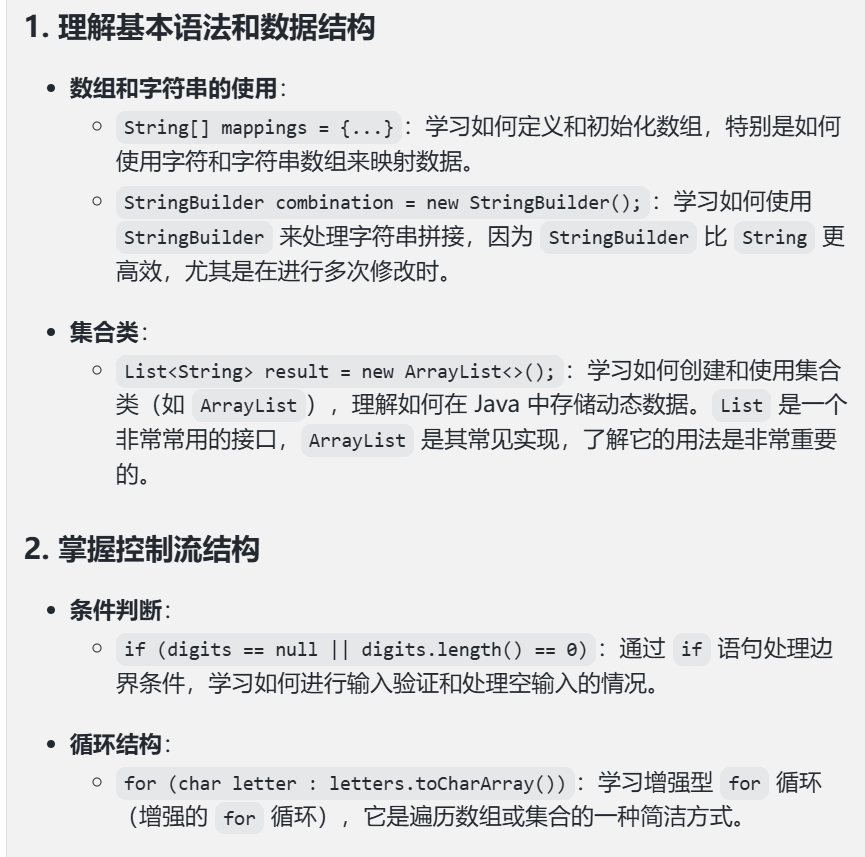 1. 理解基本语法和数据结构
• 数组和字符串的使用：
○ String[] mappings = {...}：学习如何定义和初始化数组，特别是如何
使用字符和字符串数组来映射数据。
○ StringBuilder combination = new StringBuilder();：学习如何使用
StringBuilder 来处理字符串拼接，因为 StringBuilder 比 String 更
高效，尤其是在进行多次修改时。
• 集合类：
○ List<String> result = new ArrayList<>();：学习如何创建和使用集合
类（如 ArrayList），理解如何在 Java 中存储动态数据。List 是一个
非常常用的接口，ArrayList 是其常见实现，了解它的用法是非常重要
的。
2. 掌握控制流结构
• 条件判断：
○ if (digits == null || digits.length() == 0)：通过 if 语句处理边
界条件，学习如何进行输入验证和处理空输入的情况。
• 循环结构：
○ for (char letter : letters.toCharArray())：学习增强型 for 循环
（增强的 for 循环），它是遍历数组或集合的一种简洁方式。